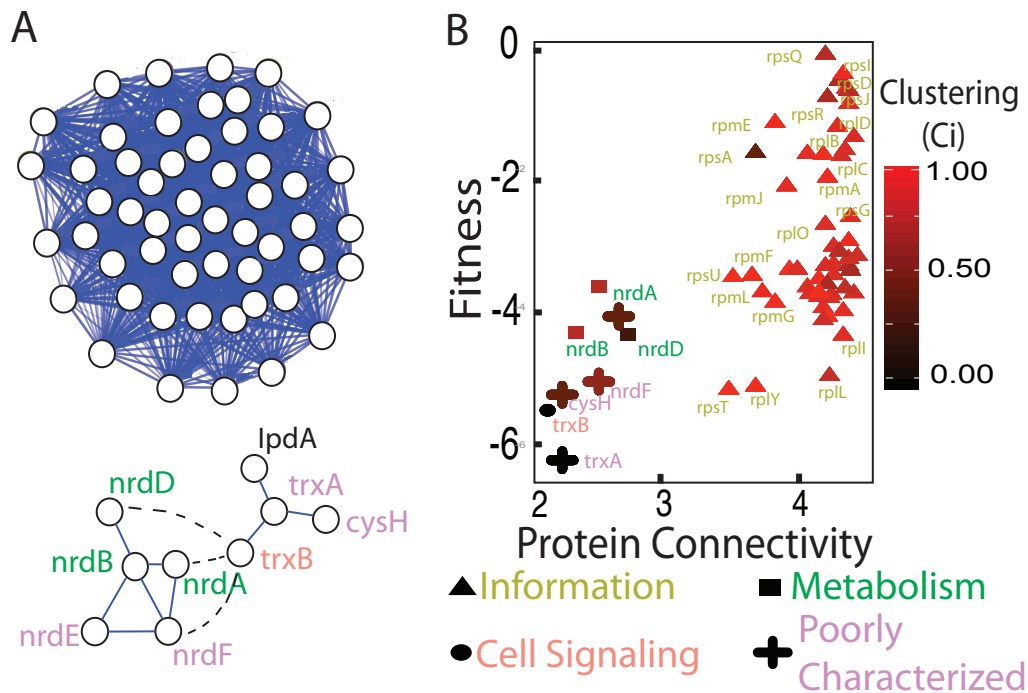 A
lpdA
nrdD
trxA
cysH
nrdB
trxB
nrdA
nrdE
nrdF
B
0
-2
-2
-4
-4
-6
-6
Fitness
rpsQ
rpsI
rpsD
rpsJ
rpsR
rplD
rpmE
rplB
rpsA
rplC
rpmA
rpmJ
rpsG
rplO
rpmF
rpsU
rpmL
rpmG
rplI
rplL
rpsT
rplY
nrdA
nrdB
nrdD
nrdF
cysH
trxB
trxA
2
3
4
Protein Connectivity
Clustering
(Ci)
1.00
0.50
0.00
Information
Metabolism
Cell Signaling
Poorly
Characterized